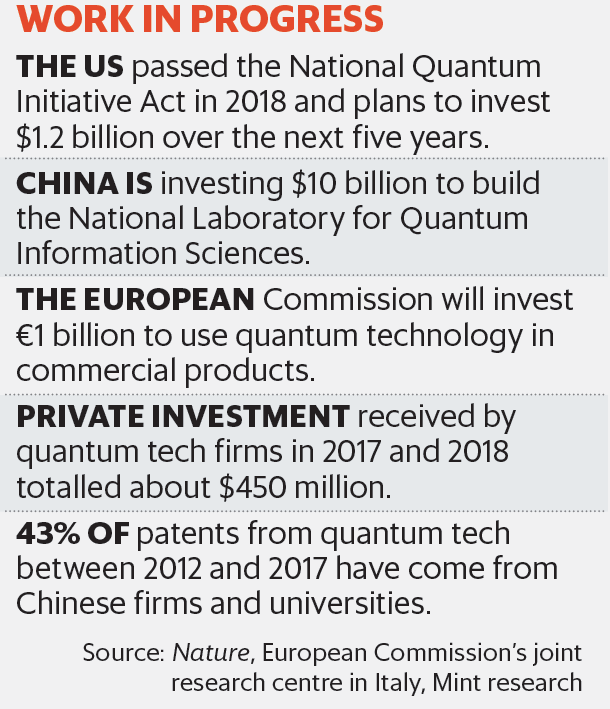 WORK IN PROGRESS
THE US passed the National Quantum
Initiative Act in 2018 and plans to invest
$1.2 billion over the next five years.
CHINA IS investing $10 billion to build
the National Laboratory for Quantum
Information Sciences.
THE EUROPEAN Commission will invest
€1 billion to use quantum technology in
commercial products.
PRIVATE INVESTMENT received by
quantum tech firms in 2017 and 2018
totalled about $450 million.
43% OF patents from quantum tech
between 2012 and 2017 have come from
Chinese firms and universities.
Source: Nature, European Commission's joint
research centre in Italy, Mint research